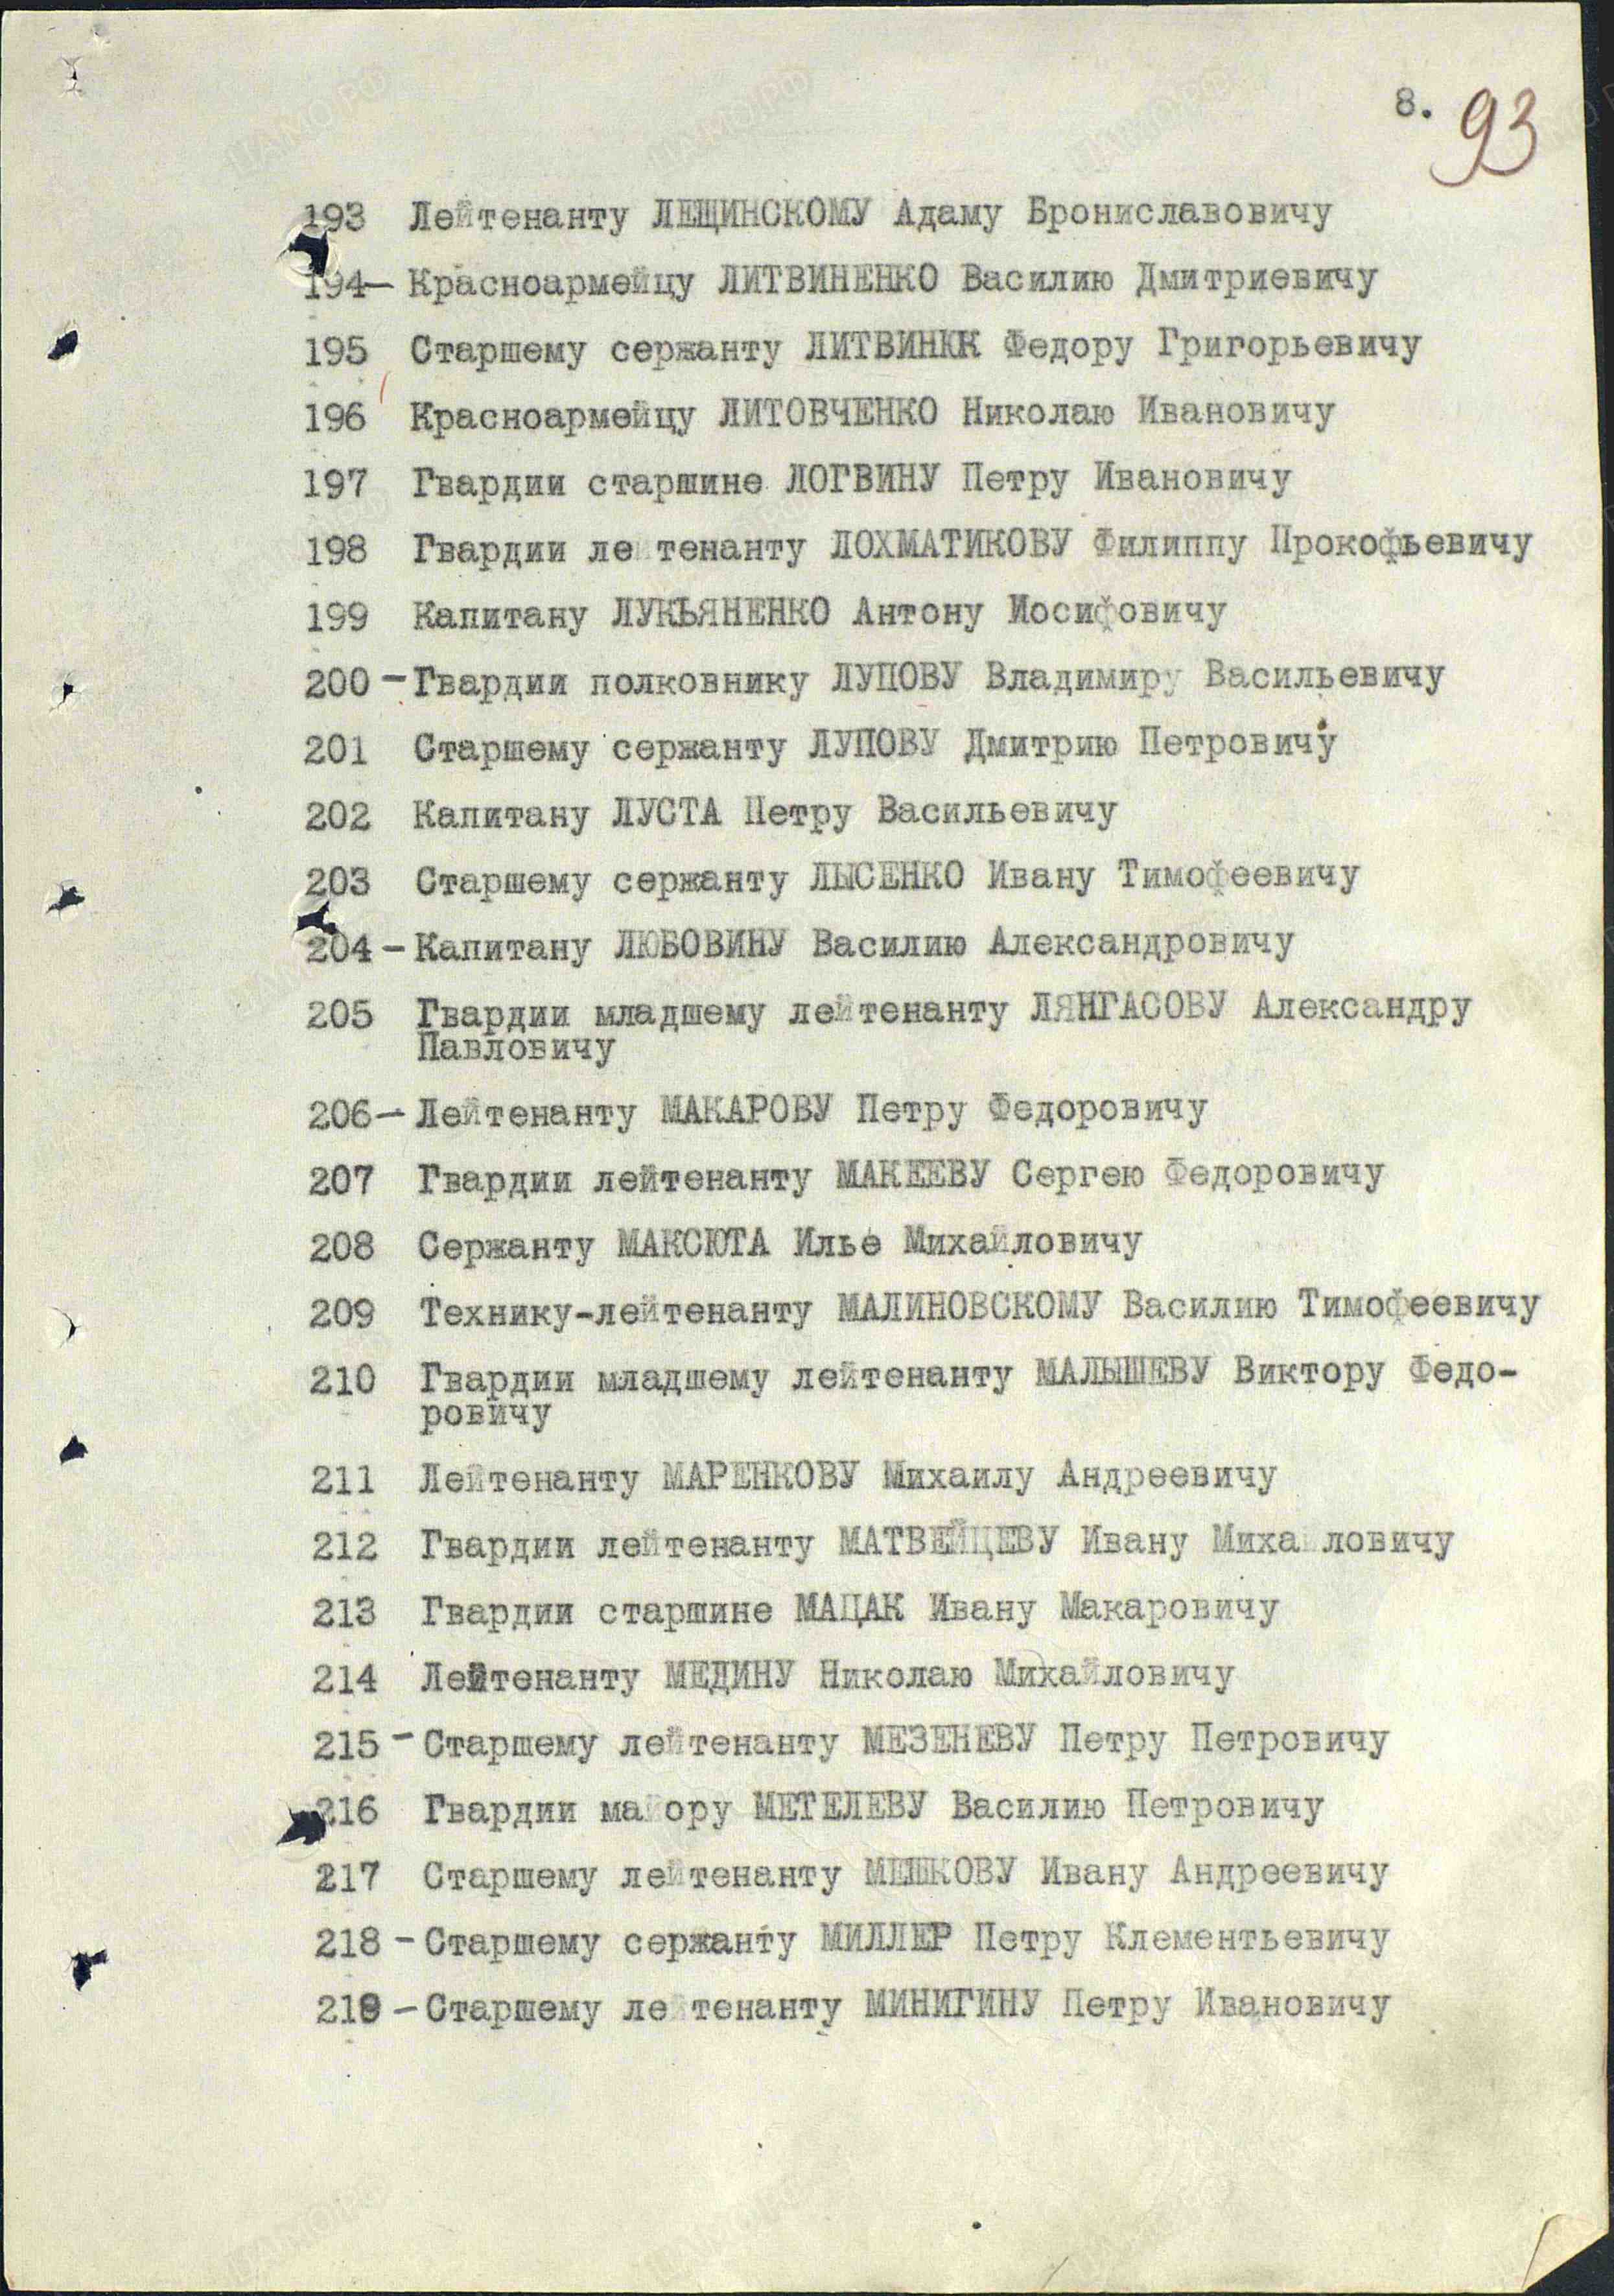 8. 93
193 Лейтенанту ЛЕЩИНСКОМУ Адаму Брониславовичу
194- Красноармейцу ЛИТВИНЕНКО Василию Дмитриевичу
195 Старшему сержанту ЛИТВИНКК Федору Григорьевичу
196 Красноармейцу ЛИТОВЧЕНКО Николаю Ивановичу
197 Гвардии старшине ЛОГВИНУ Петру Ивановичу
198 Гвардии лейтенанту ЛОХМАТИКОВУ Филиппу Прокофьевичу
199 Капитану ЛУКЬЯНЕНКО Антону Иосифовичу
200 - Гвардии полковнику ЛУПОВУ Владимиру Васильевичу
201 Старшему сержанту ЛУПОВУ Дмитрию Петровичу
202 Капитану ЛУСТА Петру Васильевичу
203 Старшему сержанту ЛЫСЕНКО Ивану Тимофеевичу
204 - Капитану ЛЮБОВИНУ Василию Александровичу
205 Гвардии младшему лейтенанту ЛЯНГАСОВУ Александру
Павловичу
206 - Лейтенанту МАКАРОВУ Петру Федоровичу
207 Гвардии лейтенанту МАКЕЕВУ Сергею Федоровичу
208 Сержанту МАКСЮТА Илье Михайловичу
209 Технику-лейтенанту МАЛИНОВСКОМУ Василию Тимофеевичу
210 Гвардии младшему лейтенанту МАЛЫШЕВУ Виктору Федо-
ровичу
211 Лейтенанту МАРЕНКОВУ Михаилу Андреевичу
212 Гвардии лейтенанту МАТВЕЙЦЕВУ Ивану Михайловичу
213 Гвардии старшине МАЦАК Ивану Макаровичу
214 Лейтенанту МЕДИНУ Николаю Михайловичу
215 - Старшему лейтенанту МЕЗЕНЕВУ Петру Петровичу
216 Гвардии майору МЕТЕЛЕВУ Василию Петровичу
217 Старшему лейтенанту МЕШКОВУ Ивану Андреевичу
218 - Старшему сержанту МИЛЛЕР Петру Клементьевичу
219 - Старшему лейтенанту МИНИГИНУ Петру Ивановичу